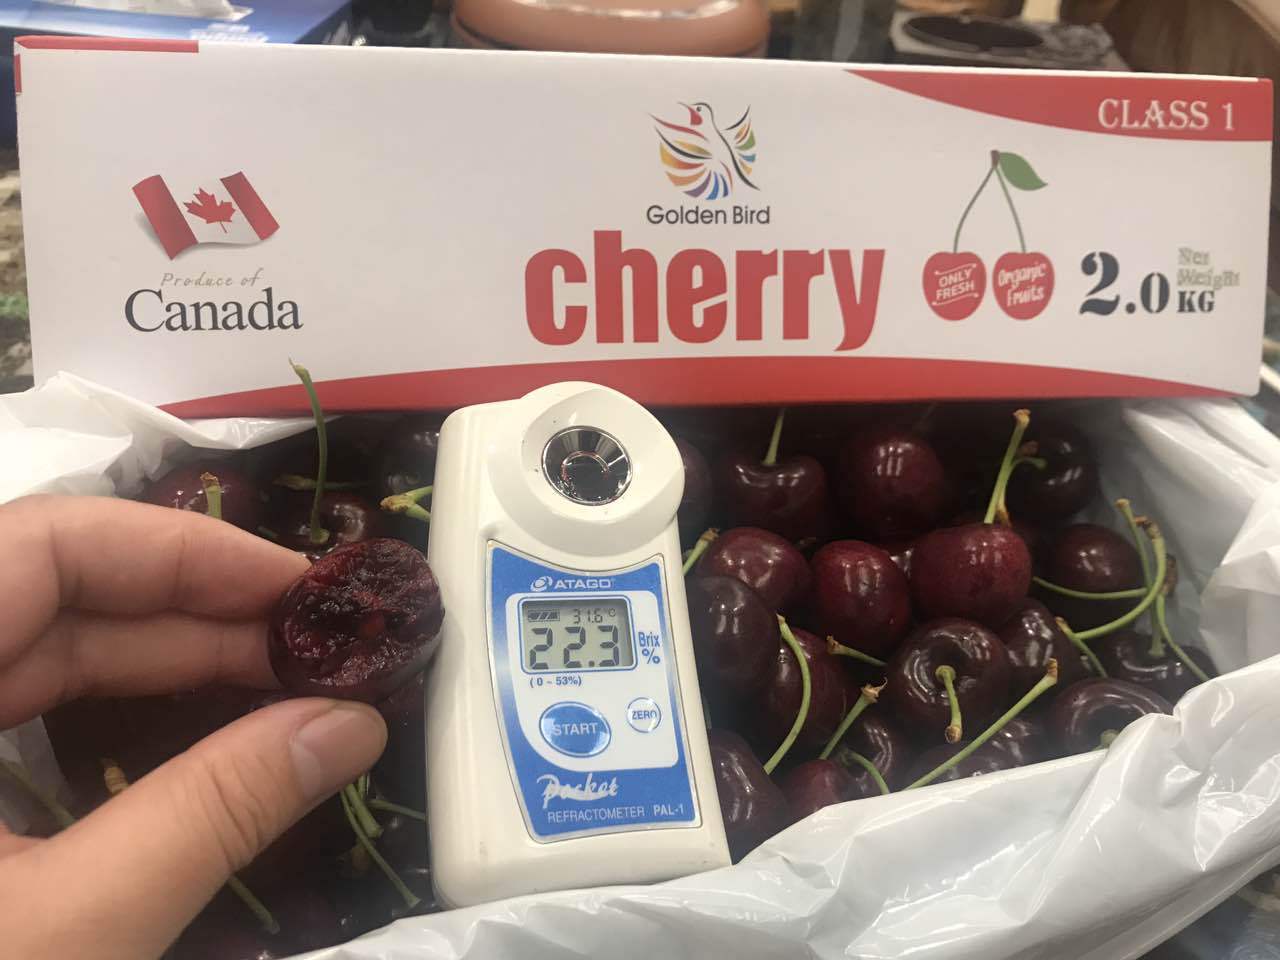 CLASS 1
Golden Bird
Produce of
Canada
cherry
ONLY
FRESH
Organic
fruits
2.0
Net
Weight
KG
ATAGO
31.6°C
22.3
Brix
%
( 0 ~ 53%)
START
ZERO
Pocket
REFRACTOMETER PAL-1